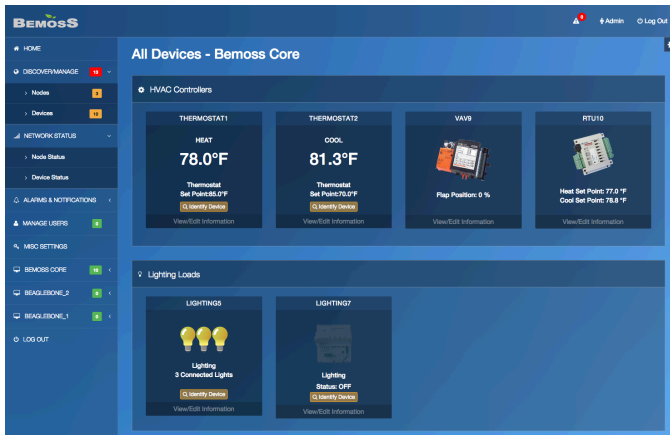 BEMOSS
Admin
Log Out
HOME
DISCOVER/MANAGE
Nodes
3
Devices
NETWORK STATUS
Node Status
Device Status
ALARMS & NOTIFICATIONS
MANAGE USERS
MISC SETTINGS
BEMOSS CORE
BEAGLEBONE_2
BEAGLEBONE_1
LOG OUT
All Devices - Bemoss Core
HVAC Controllers
THERMOSTAT1
HEAT
78.0°F
Thermostat
Set Point:85.0°F
Identify Device
View/Edit Information
THERMOSTAT2
COOL
81.3°F
Thermostat
Set Point:70.0°F
Identify Device
View/Edit Information
VAV9
Flap Position: 0 %
View/Edit Information
RTU10
Heat Set Point: 77.0 °F
Cool Set Point: 78.8 °F
View/Edit Information
Lighting Loads
LIGHTING5
Lighting
3 Connected Lights
Identify Device
View/Edit Information
LIGHTING7
Lighting
Status: OFF
Identify Device
View/Edit Information